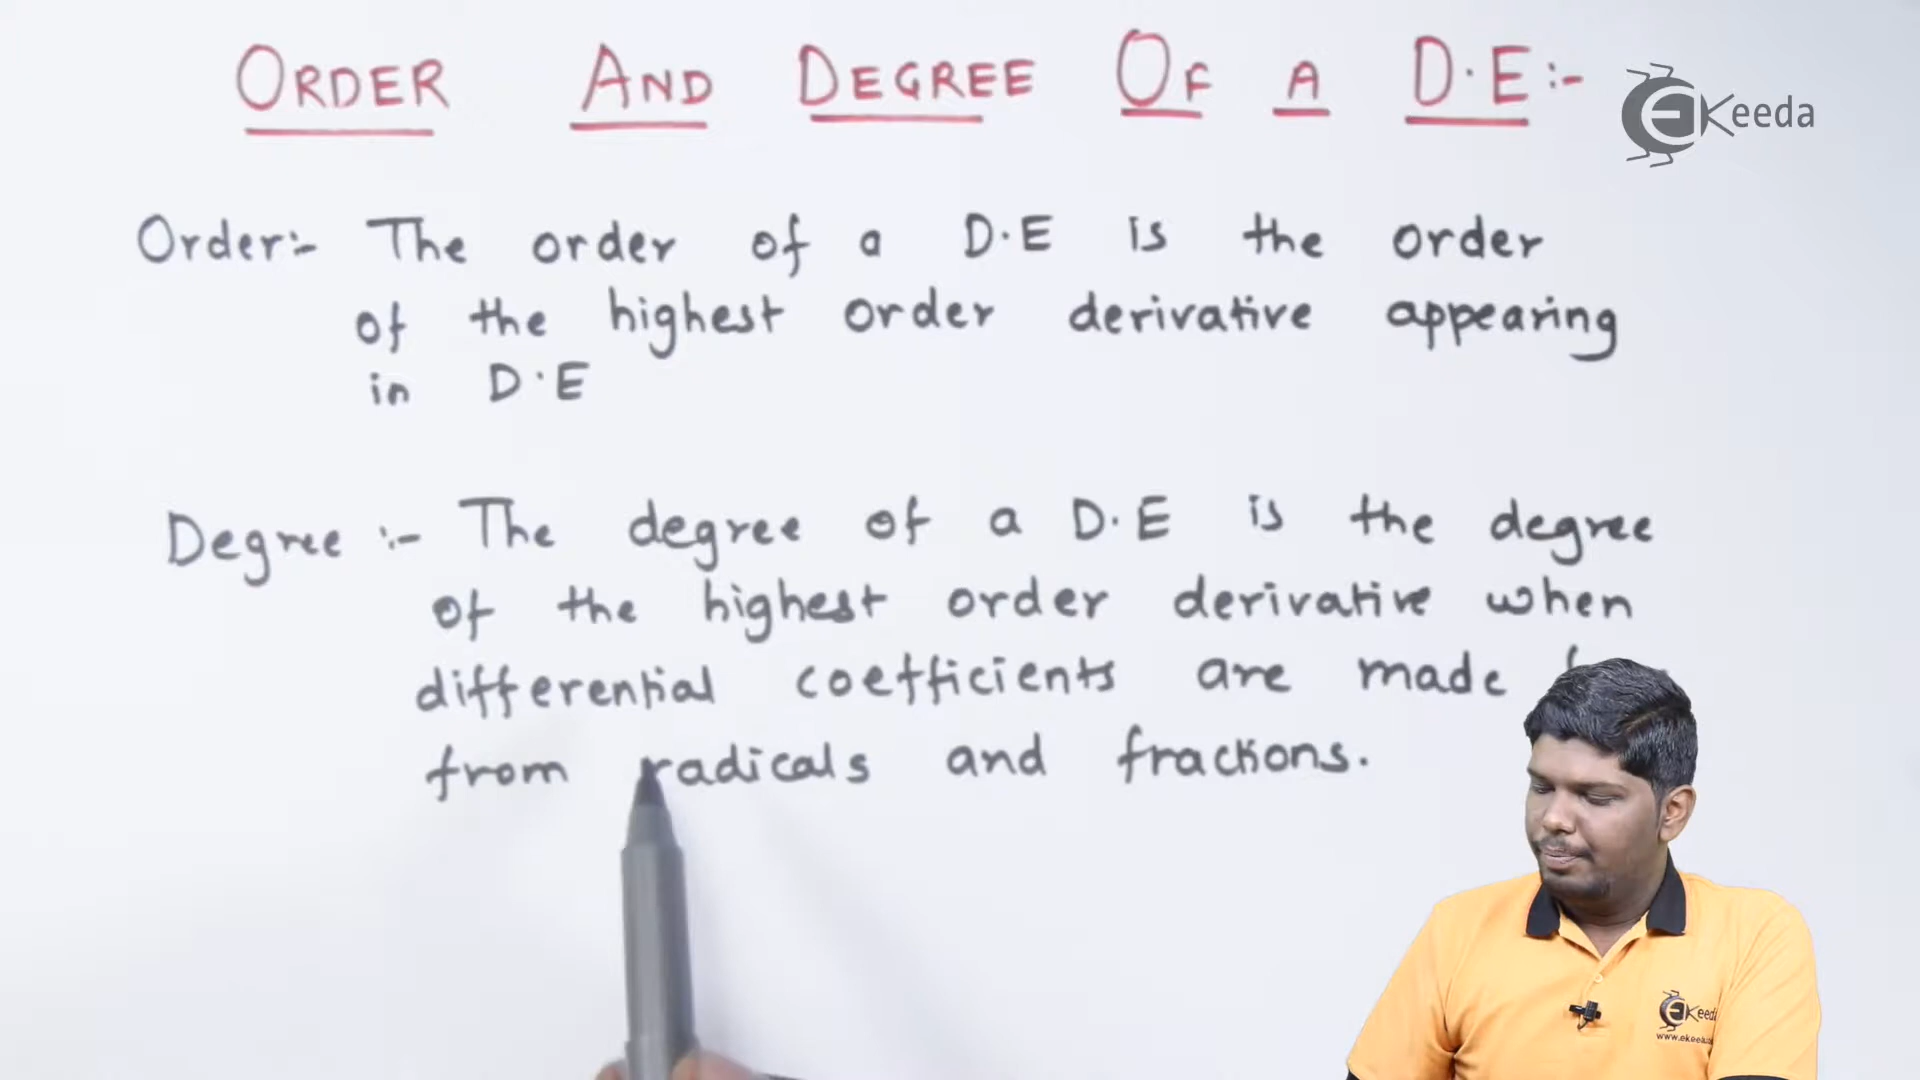 ORDER AND DEGREE OF A D.E :-
EKeeda
Order:- The order of a D.E is the order
of the highest order derivative appearing
in D.E
Degree :- The degree of a D.E is the degree
of the highest order derivative when
differential coefficients are made
from radicals and fractions.
EKeeda